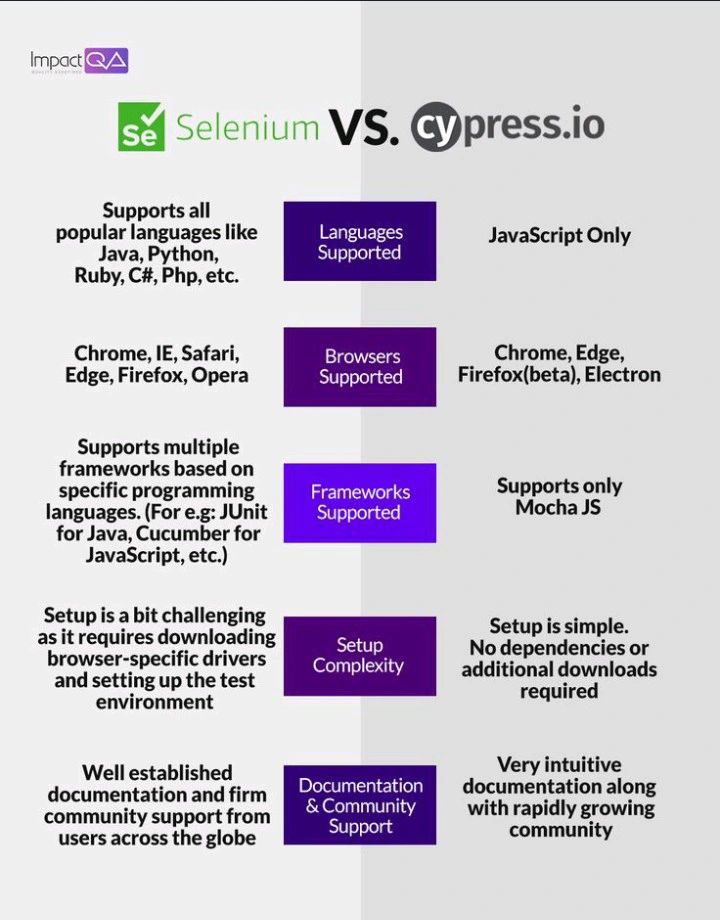 Impact QA
Se Selenium VS. cypress.io
Supports all
popular languages like
Java, Python,
Ruby, C#, Php, etc.
Languages
Supported
JavaScript Only
Chrome, IE, Safari,
Edge, Firefox, Opera
Browsers
Supported
Chrome, Edge,
Firefox(beta), Electron
Supports multiple
frameworks based on
specific programming
languages. (For e.g: JUnit
for Java, Cucumber for
JavaScript, etc.)
Frameworks
Supported
Supports only
Mocha JS
Setup is a bit challenging
as it requires downloading
browser-specific drivers
and setting up the test
environment
Setup
Complexity
Setup is simple.
No dependencies or
additional downloads
required
Well established
documentation and firm
community support from
users across the globe
Documentation
& Community
Support
Very intuitive
documentation along
with rapidly growing
community